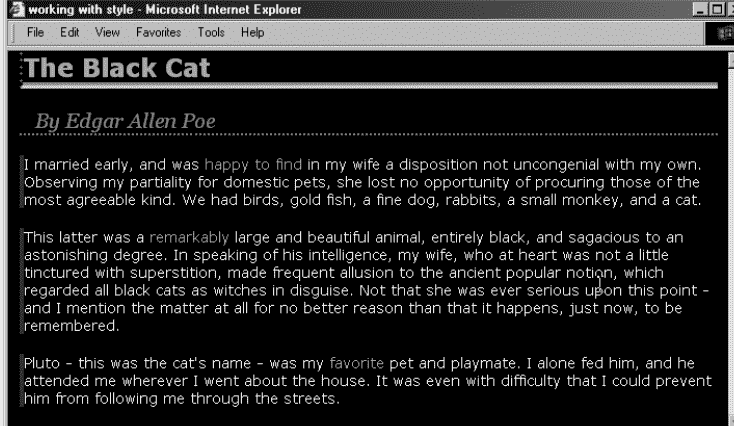 working with style - Microsoft Internet Explorer
File Edit View Favorites Tools Help
The Black Cat
By Edgar Allen Poe
I married early, and was happy to find in my wife a disposition not uncongenial with my own.
Observing my partiality for domestic pets, she lost no opportunity of procuring those of the
most agreeable kind. We had birds, gold fish, a fine dog, rabbits, a small monkey, and a cat.
This latter was a remarkably large and beautiful animal, entirely black, and sagacious to an
astonishing degree. In speaking of his intelligence, my wife, who at heart was not a little
tinctured with superstition, made frequent allusion to the ancient popular notion, which
regarded all black cats as witches in disguise. Not that she was ever serious upon this point -
and I mention the matter at all for no better reason than that it happens, just now, to be
remembered.
Pluto - this was the cat's name - was my favorite pet and playmate. I alone fed him, and he
attended me wherever I went about the house. It was even with difficulty that I could prevent
him from following me through the streets.